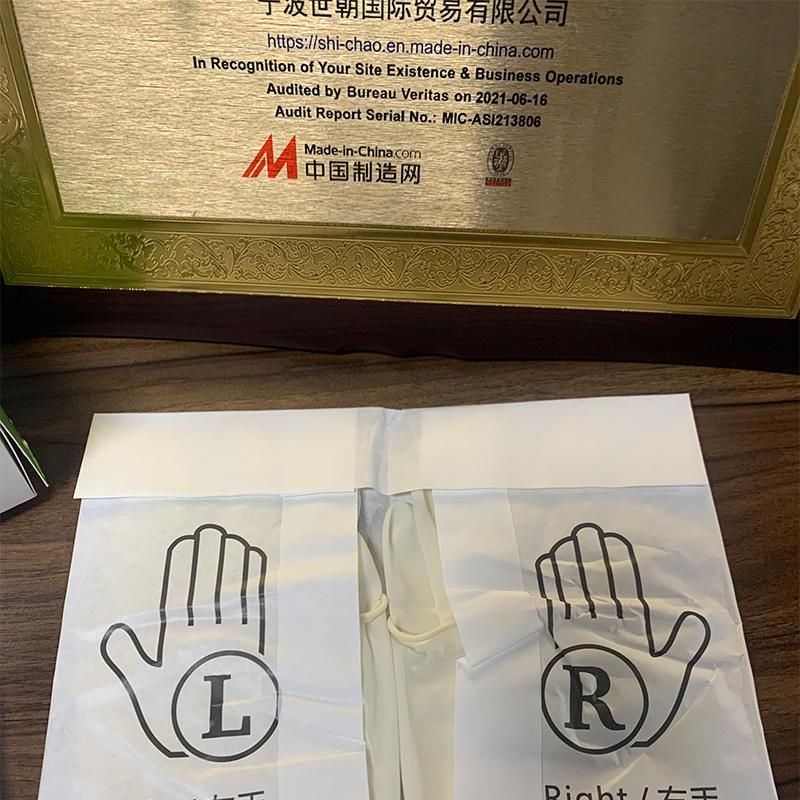 宁波世朝国际贸易有限公司
https://shi-chao.en.made-in-china.com
In Recognition of Your Site Existence & Business Operations
Audited by Bureau Veritas on 2021-06-16
Audit Report Serial No.: MIC-ASI213806
Made-in-China.com
中国制造网
L
R
/ 左手
Right / 右手